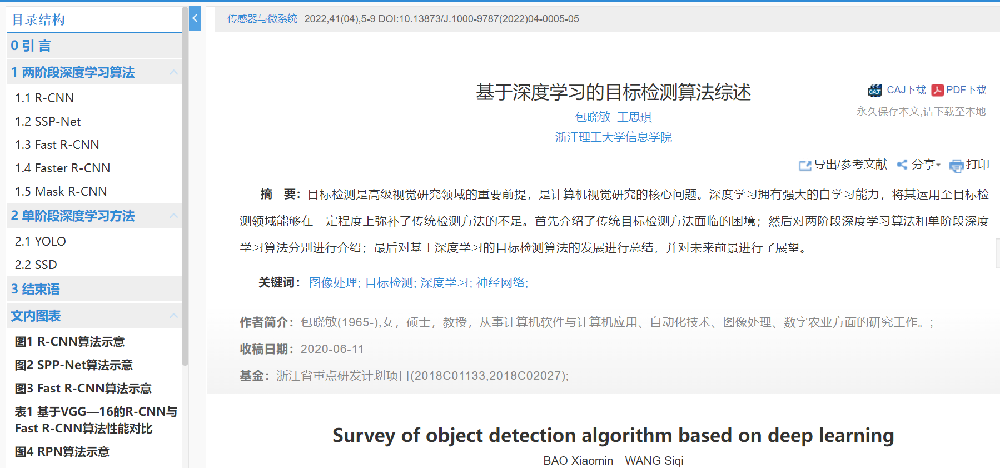 目录结构
0 引 言
1 两阶段深度学习算法
1.1 R-CNN
1.2 SSP-Net
1.3 Fast R-CNN
1.4 Faster R-CNN
1.5 Mask R-CNN
2 单阶段深度学习方法
2.1 YOLO
2.2 SSD
3 结束语
文内图表
图1 R-CNN算法示意
图2 SPP-Net算法示意
图3 Fast R-CNN算法示意
表1 基于VGG—16的R-CNN与
Fast R-CNN算法性能对比
图4 RPN算法示意
传感器与微系统 2022,41(04),5-9 DOI:10.13873/J.1000-9787(2022)04-0005-05
基于深度学习的目标检测算法综述
CAJ下载 PDF下载
永久保存本文,请下载至本地
包晓敏 王思琪
浙江理工大学信息学院
导出/参考文献 分享 打印
摘 要：目标检测是高级视觉研究领域的重要前提，是计算机视觉研究的核心问题。深度学习拥有强大的自学习能力，将其运用至目标检
测领域能够在一定程度上弥补了传统检测方法的不足。首先介绍了传统目标检测方法面临的困境；然后对两阶段深度学习算法和单阶段深度
学习算法分别进行介绍；最后对基于深度学习的目标检测算法的发展进行总结，并对未来前景进行了展望。
关键词： 图像处理; 目标检测; 深度学习; 神经网络;
作者简介： 包晓敏(1965-),女，硕士，教授，从事计算机软件与计算机应用、自动化技术、图像处理、数字农业方面的研究工作。;
收稿日期： 2020-06-11
基金： 浙江省重点研发计划项目(2018C01133,2018C02027);
Survey of object detection algorithm based on deep learning
BAO Xiaomin WANG Siqi